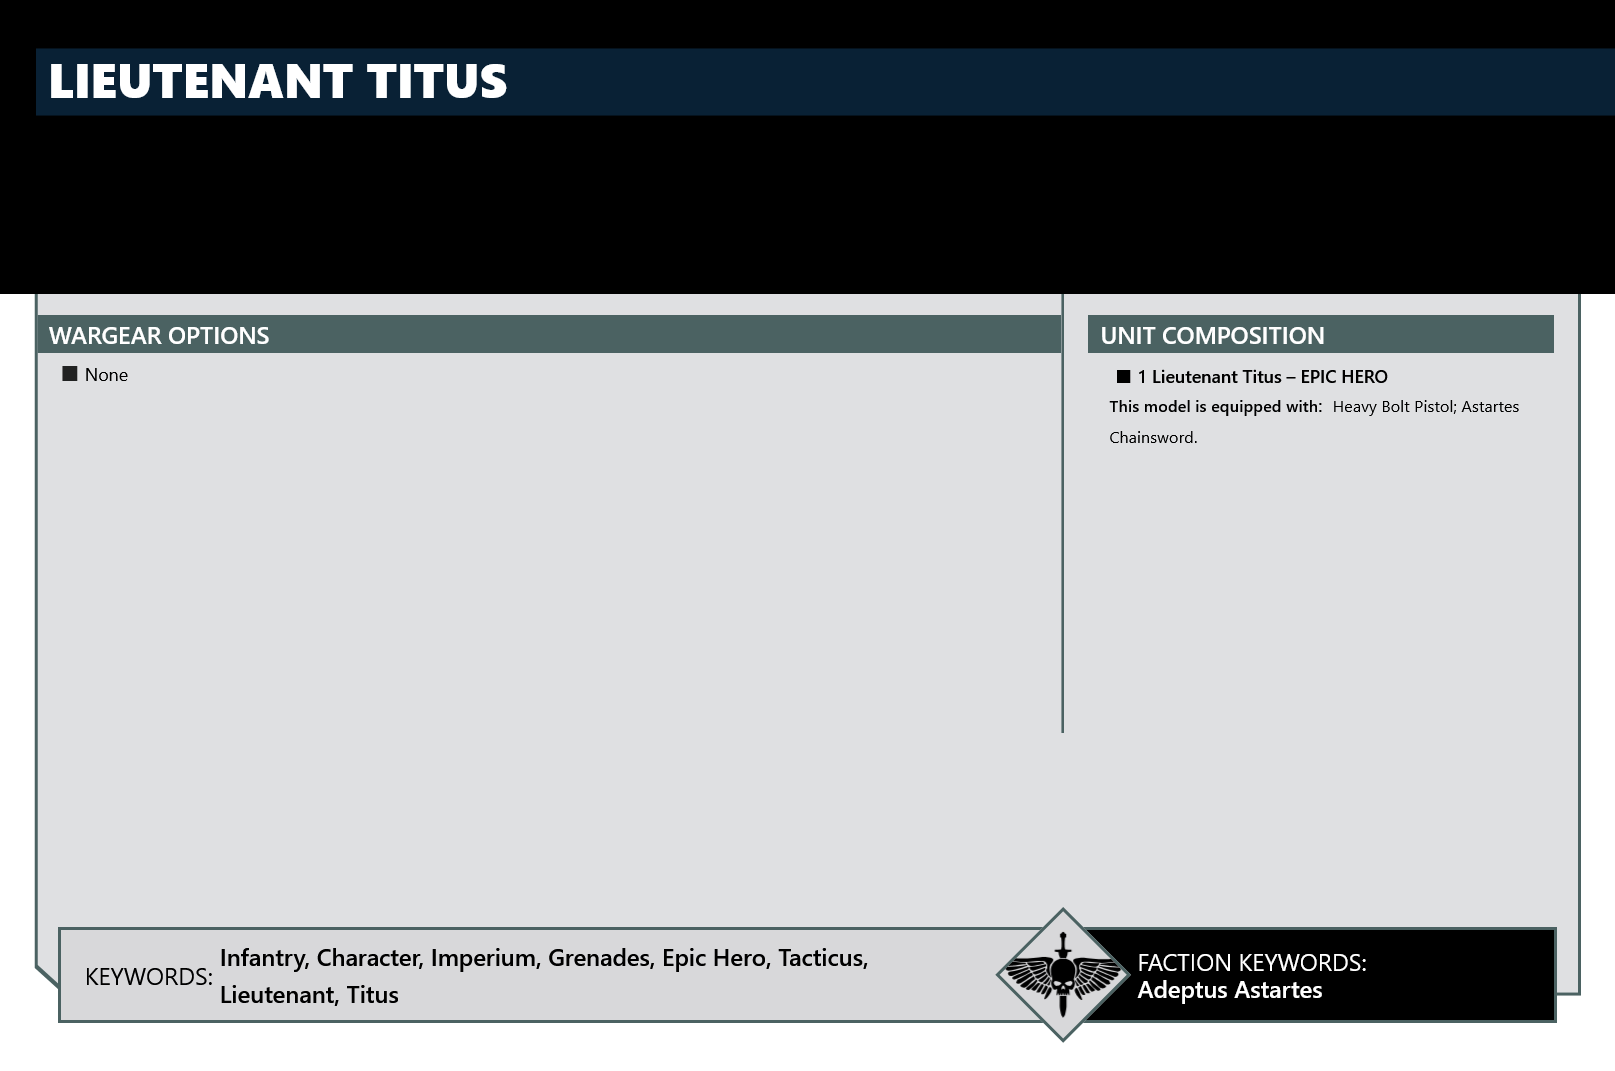 LIEUTENANT TITUS
WARGEAR OPTIONS
■ None
UNIT COMPOSITION
■ 1 Lieutenant Titus – EPIC HERO
This model is equipped with: Heavy Bolt Pistol; Astartes
Chainsword.
KEYWORDS: Infantry, Character, Imperium, Grenades, Epic Hero, Tacticus,
Lieutenant, Titus
FACTION KEYWORDS:
Adeptus Astartes